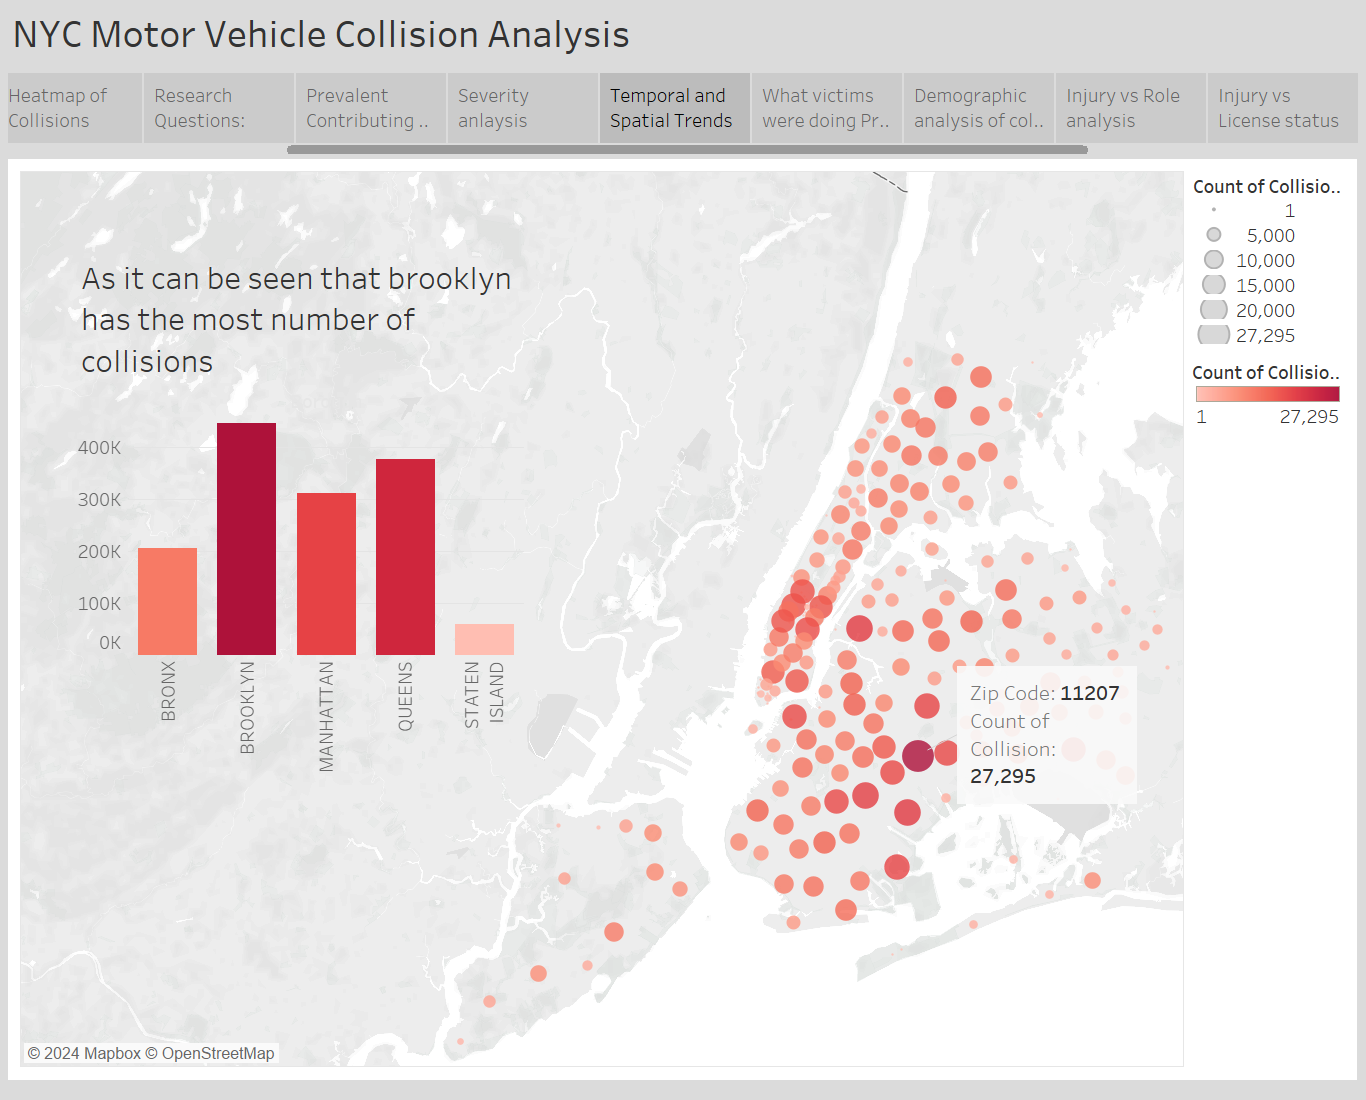 NYC Motor Vehicle Collision Analysis
Heatmap of
Collisions
Research
Questions:
Prevalent
Contributing ..
Severity
anlaysis
Temporal and
Spatial Trends
What victims
were doing Pr..
Demographic
analysis of col..
Injury vs Role
analysis
Injury vs
License status
As it can be seen that brooklyn
has the most number of
collisions
400K
300K
200K
100K
0K
BRONX
BROOKLYN
MANHATTAN
QUEENS
STATEN
ISLAND
Zip Code: 11207
Count of
Collision:
27,295
Count of Collisio..
1
5,000
10,000
15,000
20,000
27,295
Count of Collisio..
1 27,295
© 2024 Mapbox © OpenStreetMap